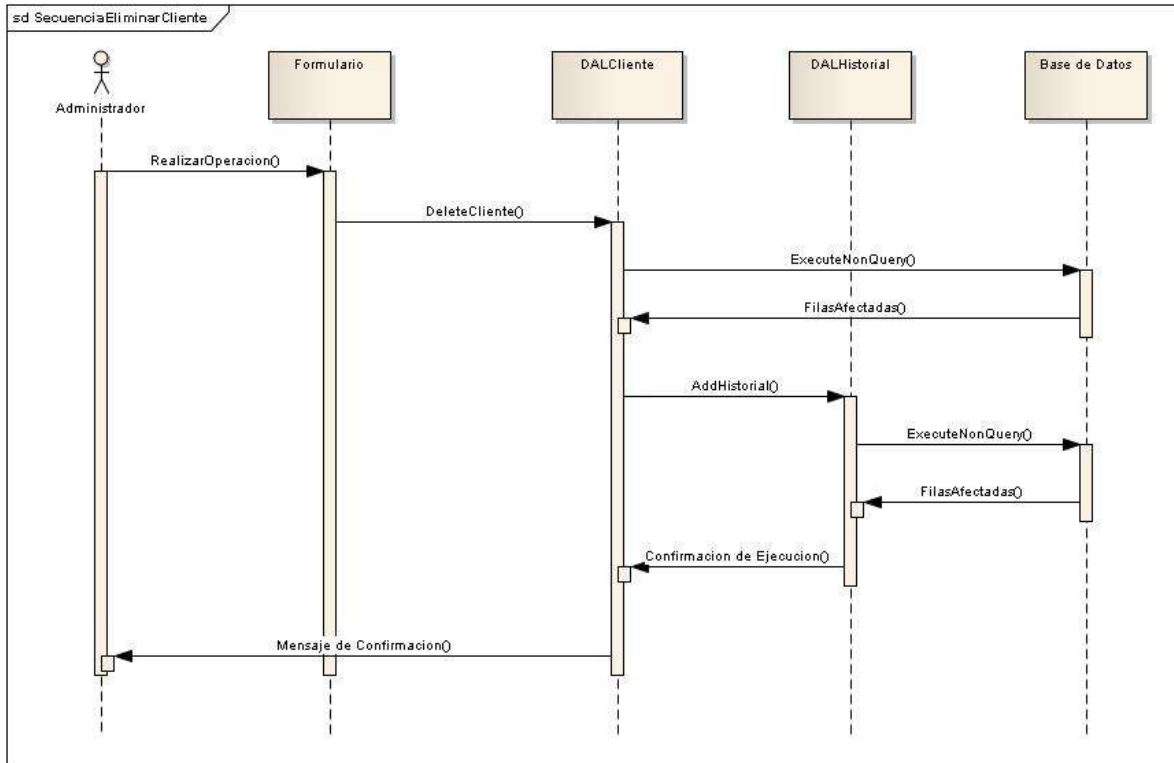 sd SecuenciaEliminarCliente
Administrador
Formulario
DALCliente
DALHistorial
Base de Datos
RealizarOperacion()
DeleteCliente()
ExecuteNonQuery()
FilasAfectadas()
AddHistorial()
ExecuteNonQuery()
FilasAfectadas()
Confirmacion de Ejecucion()
Mensaje de Confirmacion()